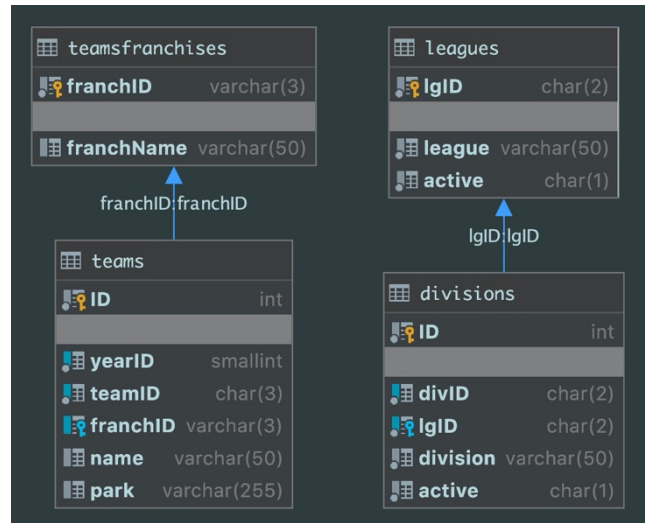 teamsfranchises
franchID varchar(3)
franchName varchar(50)
franchID:franchID
teams
ID int
yearID smallint
teamID char(3)
franchID varchar(3)
name varchar(50)
park varchar(255)
leagues
lgID char(2)
league varchar(50)
active char(1)
lgID:lgID
divisions
ID int
divID char(2)
lgID char(2)
division varchar(50)
active char(1)